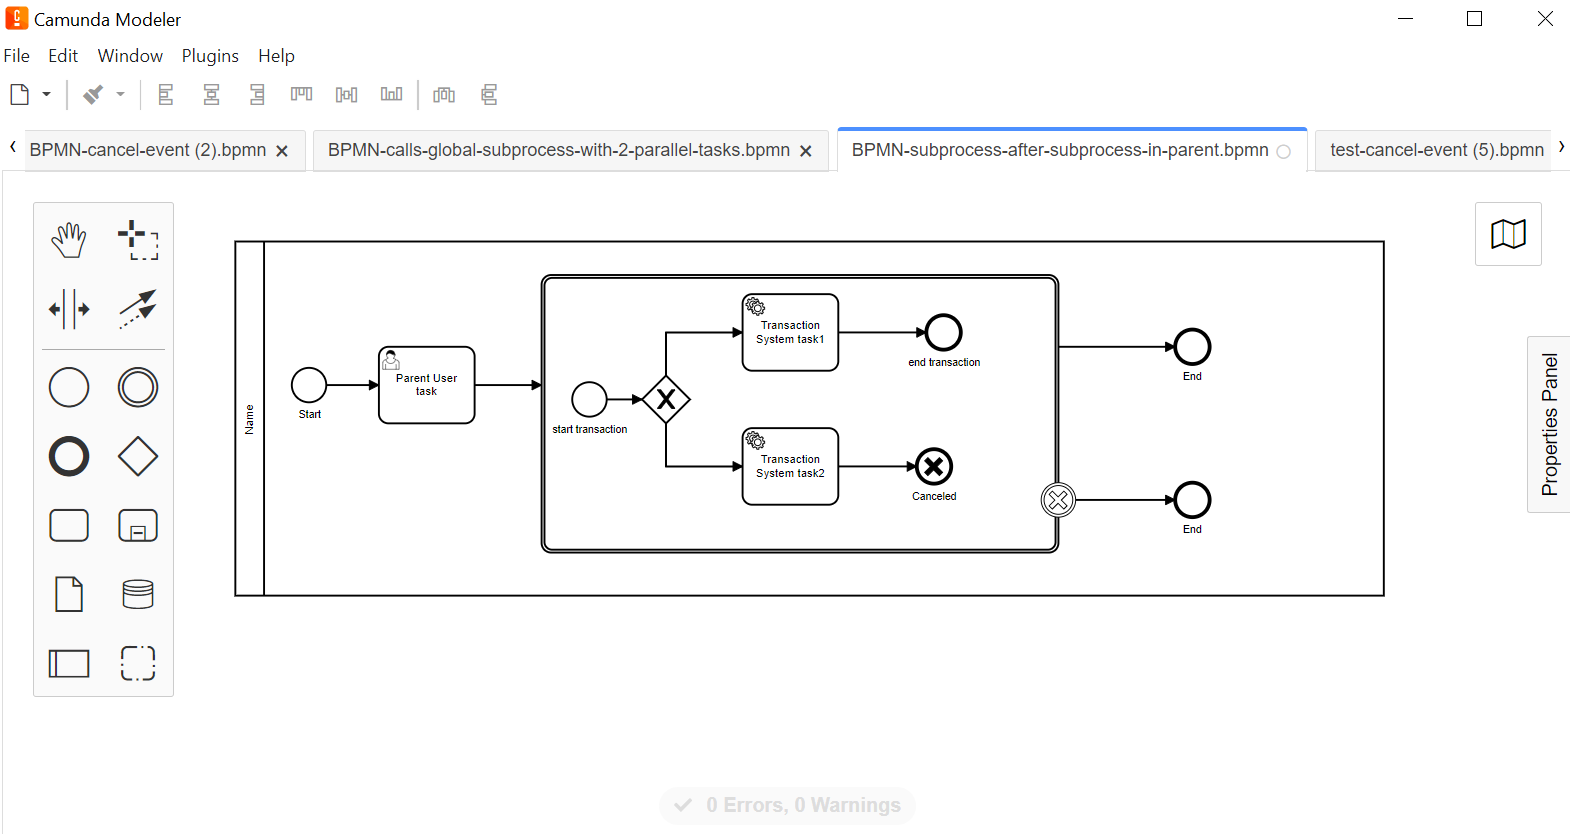 Camunda Modeler
File Edit Window Plugins Help
BPMN-cancel-event (2).bpmn
BPMN-calls-global-subprocess-with-2-parallel-tasks.bpmn
BPMN-subprocess-after-subprocess-in-parent.bpmn
test-cancel-event (5).bpmn
Name
Start
Parent User
task
start transaction
Transaction
System task1
end transaction
Transaction
System task2
Canceled
End
End
Properties Panel
0 Errors, 0 Warnings